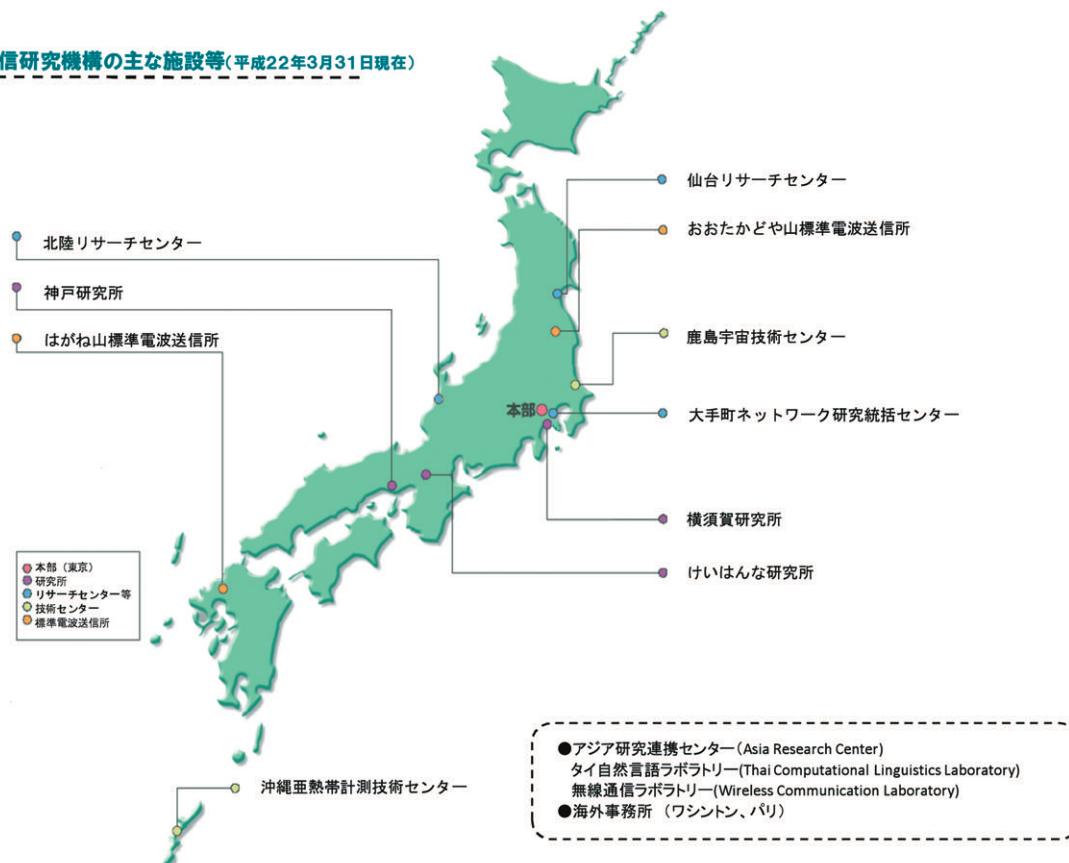 信研究機構の主な施設等(平成22年3月31日現在)
仙台リサーチセンター
おおたかどや山標準電波送信所
北陸リサーチセンター
神戸研究所
はがね山標準電波送信所
鹿島宇宙技術センター
本部
大手町ネットワーク研究統括センター
横須賀研究所
けいはんな研究所
本部（東京）
研究所
リサーチセンター等
技術センター
標準電波送信所
沖縄亜熱帯計測技術センター
●アジア研究連携センター(Asia Research Center)
タイ自然言語ラボラトリー(Thai Computational Linguistics Laboratory)
無線通信ラボラトリー(Wireless Communication Laboratory)
●海外事務所 （ワシントン、パリ）